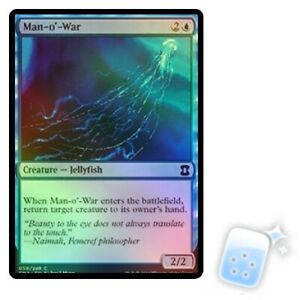 Man-o'-War 2
Creature — Jellyfish
When Man-o'-War enters the battlefield,
return target creature to its owner's hand.
"Beauty to the eye does not always translate
to the touch."
—Naimah, Femeref philosopher
2/2